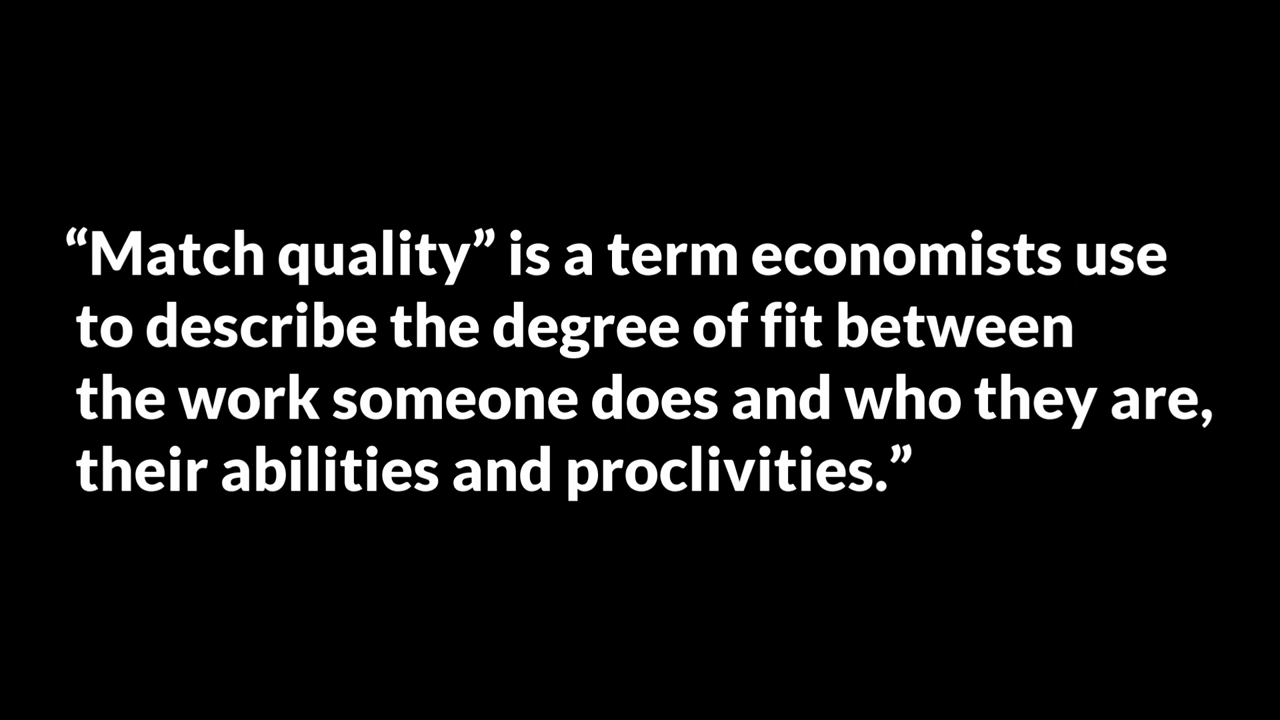 “Match quality” is a term economists use
to describe the degree of fit between
the work someone does and who they are,
their abilities and proclivities.”